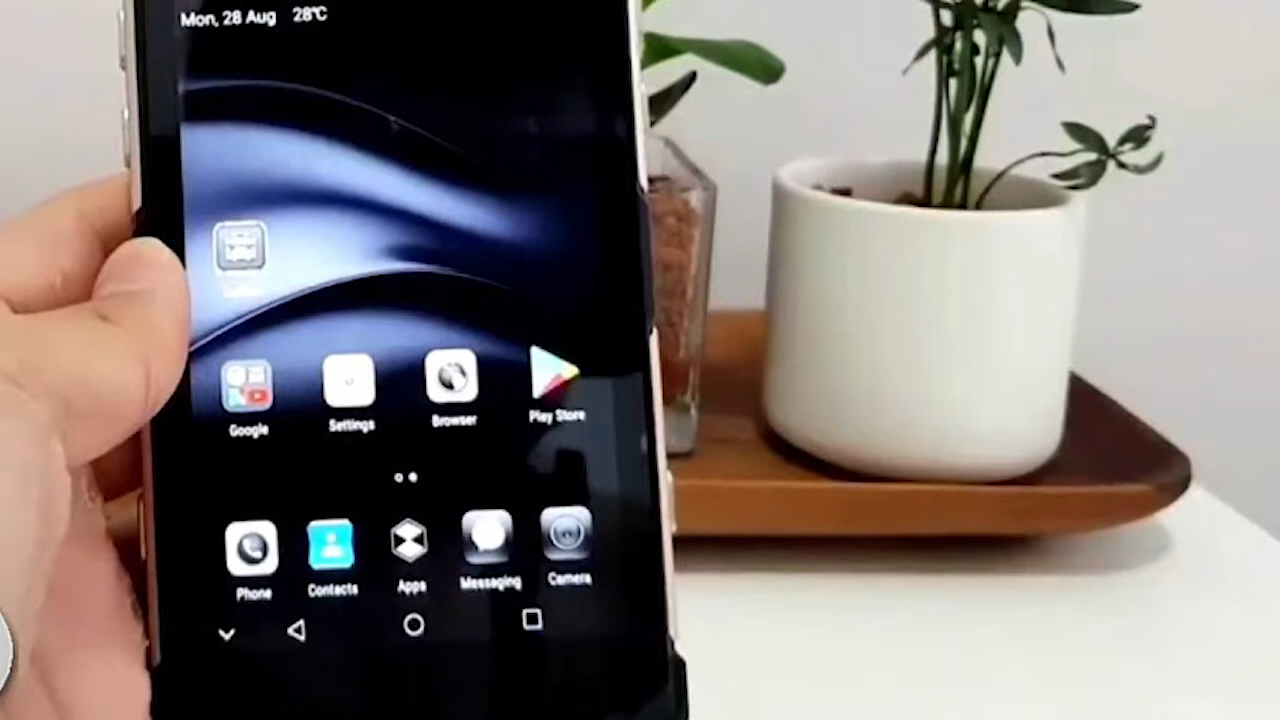 Mon, 28 Aug 28°C
Google Settings Browser Play Store
Phone Contacts Apps Messaging Camera